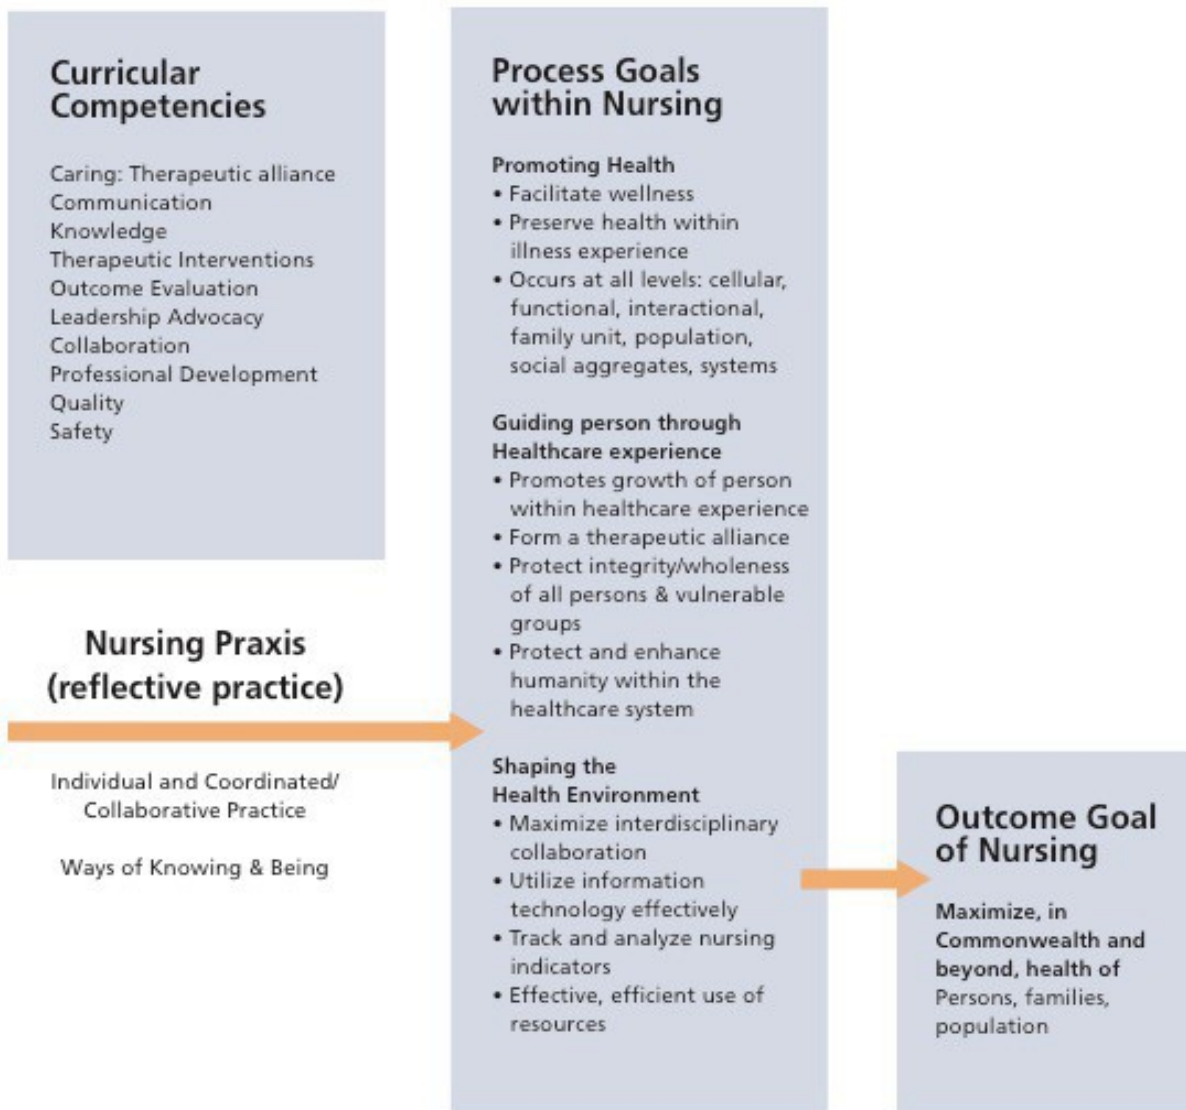 Curricular
Competencies
Caring: Therapeutic alliance
Communication
Knowledge
Therapeutic Interventions
Outcome Evaluation
Leadership Advocacy
Collaboration
Professional Development
Quality
Safety
Nursing Praxis
(reflective practice)
Individual and Coordinated/
Collaborative Practice
Ways of Knowing & Being
Process Goals
within Nursing
Promoting Health
• Facilitate wellness
• Preserve health within
illness experience
• Occurs at all levels: cellular,
functional, interactional,
family unit, population,
social aggregates, systems
Guiding person through
Healthcare experience
• Promotes growth of person
within healthcare experience
• Form a therapeutic alliance
• Protect integrity/wholeness
of all persons & vulnerable
groups
• Protect and enhance
humanity within the
healthcare system
Shaping the
Health Environment
• Maximize interdisciplinary
collaboration
• Utilize information
technology effectively
• Track and analyze nursing
indicators
• Effective, efficient use of
resources
Outcome Goal
of Nursing
Maximize, in
Commonwealth and
beyond, health of
Persons, families,
population